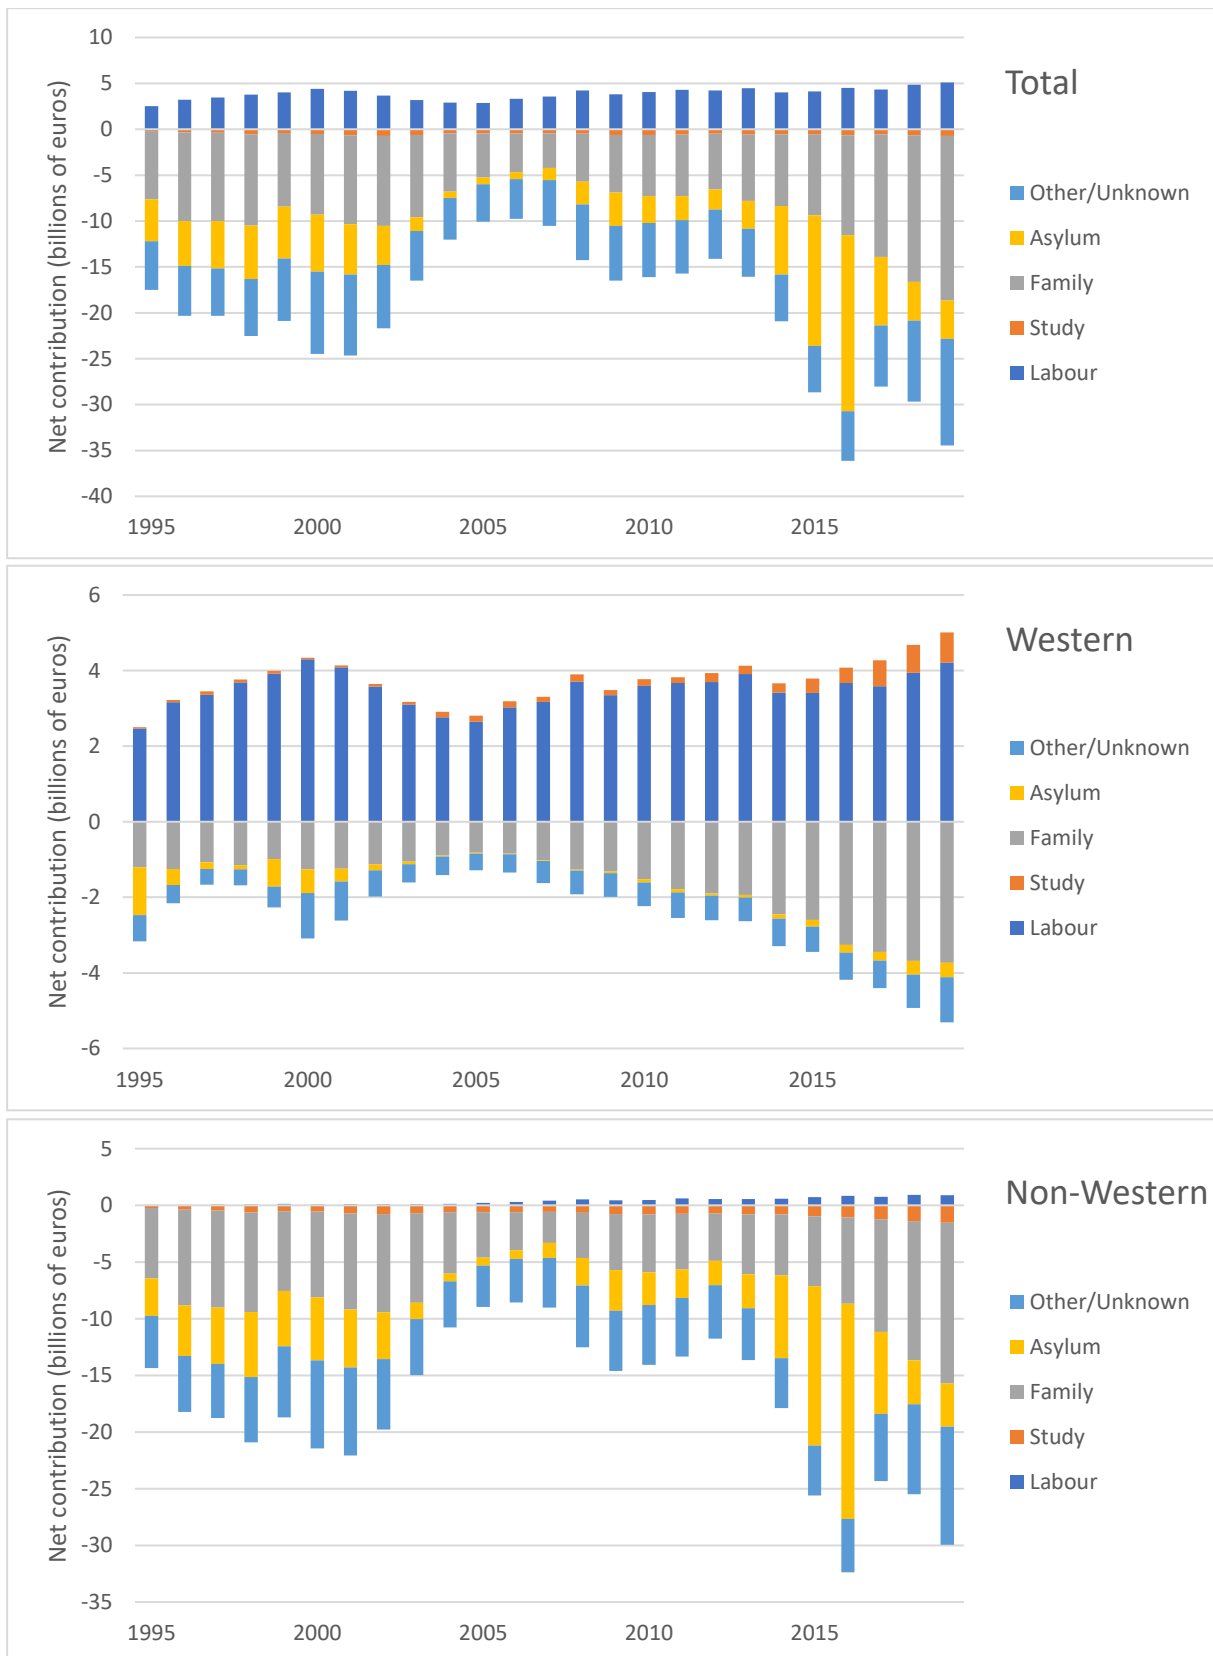 Total
Net contribution (billions of euros)
10
5
0
-5
-10
-15
-20
-25
-30
-35
-40
1995 2000 2005 2010 2015
Other/Unknown
Asylum
Family
Study
Labour
Western
Net contribution (billions of euros)
6
4
2
0
-2
-4
-6
1995 2000 2005 2010 2015
Other/Unknown
Asylum
Family
Study
Labour
Non-Western
Net contribution (billions of euros)
5
0
-5
-10
-15
-20
-25
-30
-35
1995 2000 2005 2010 2015
Other/Unknown
Asylum
Family
Study
Labour